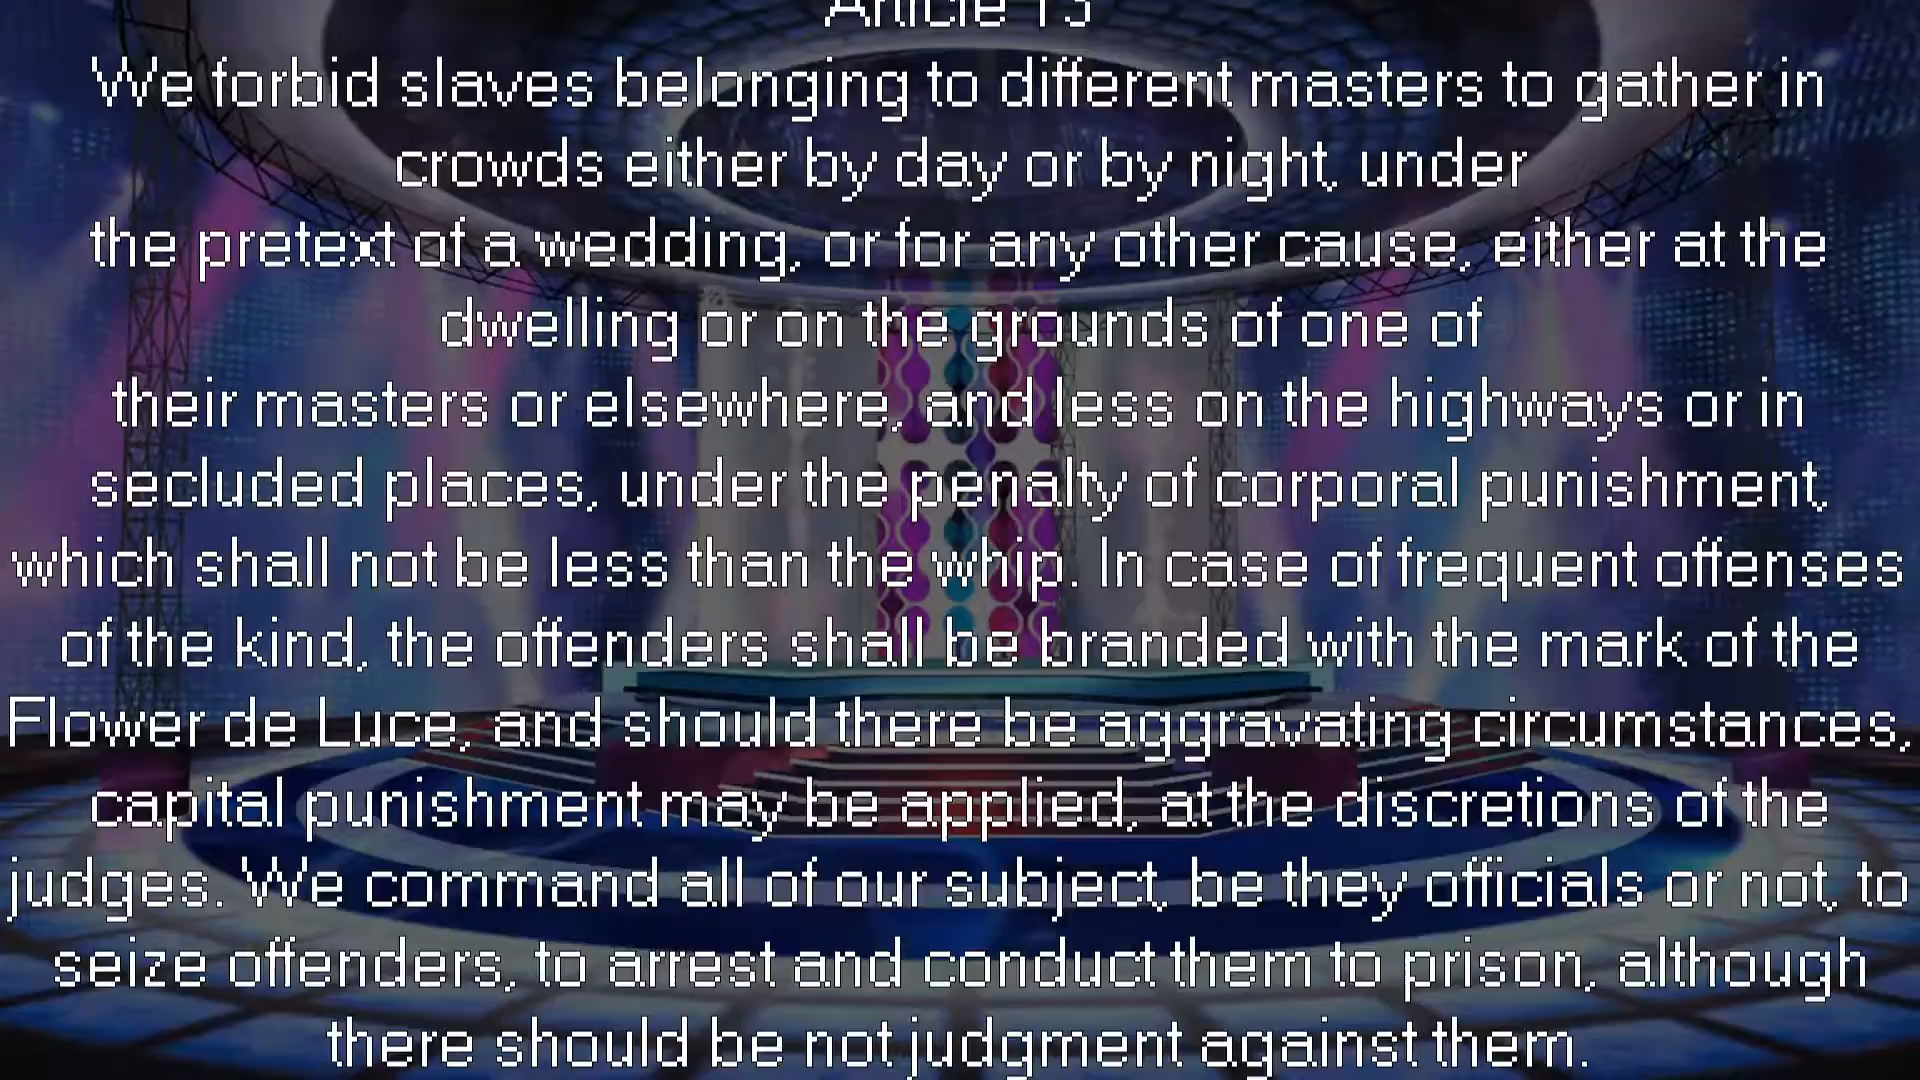 Article 13
We forbid slaves belonging to different masters to gather in
crowds either by day or by night, under
the pretext of a wedding, or for any other cause, either at the
dwelling or on the grounds of one of
their masters or elsewhere, and less on the highways or in
secluded places, under the penalty of corporal punishment,
which shall not be less than the whip. In case of frequent offenses
of the kind, the offenders shall be branded with the mark of the
Flower de Luce, and should there be aggravating circumstances,
capital punishment may be applied, at the discretions of the
judges. We command all of our subject, be they officials or not, to
seize offenders, to arrest and conduct them to prison, although
there should be not judgment against them.